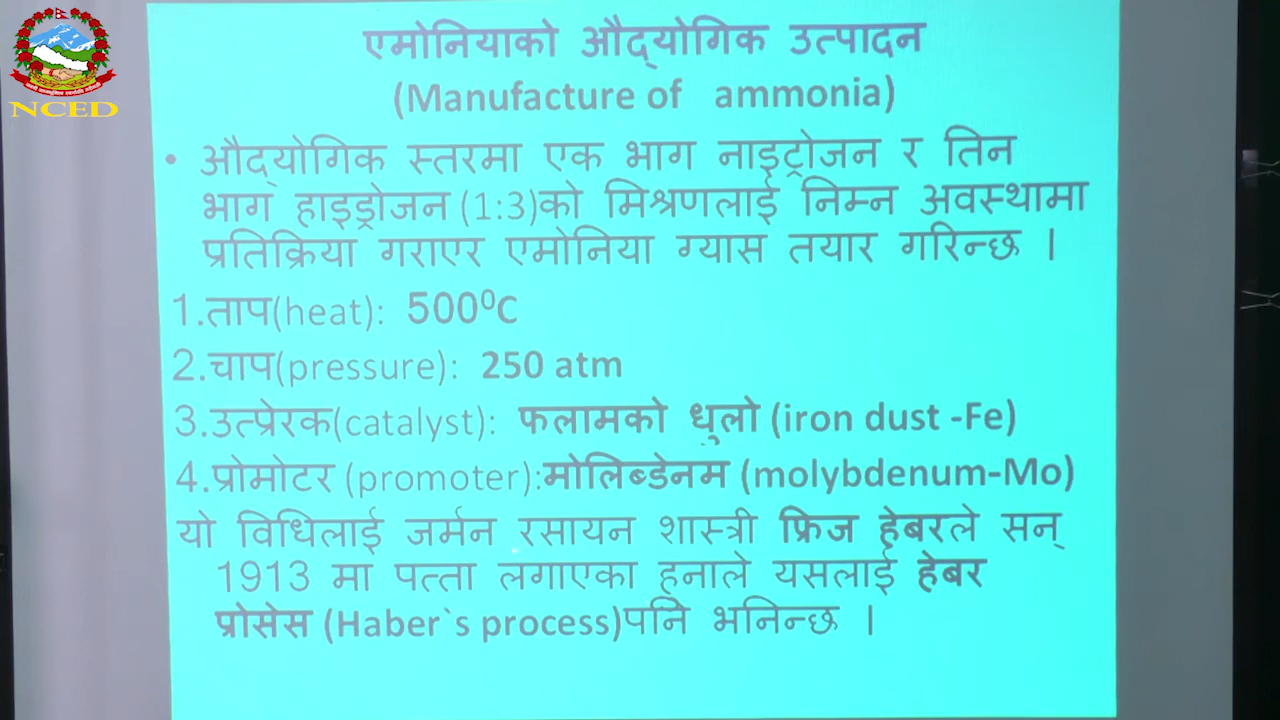 NCED
एमोनियाको औद्योगिक उत्पादन
(Manufacture of ammonia)
• औद्योगिक स्तरमा एक भाग नाइट्रोजन र तिन
भाग हाइड्रोजन (1:3)को मिश्रणलाई निम्न अवस्थामा
प्रतिक्रिया गराएर एमोनिया ग्यास तयार गरिन्छ ।
1.ताप(heat): 500⁰C
2.चाप(pressure): 250 atm
3.उत्प्रेरक(catalyst): फलामको धुलो (iron dust -Fe)
4.प्रोमोटर (promoter):मोलिब्डेनम (molybdenum-Mo)
यो विधिलाई जर्मन रसायन शास्त्री फ्रिज हेबरले सन्
1913 मा पत्ता लगाएका हुनाले यसलाई हेबर
प्रोसेस (Haber`s process)पनि भनिन्छ ।